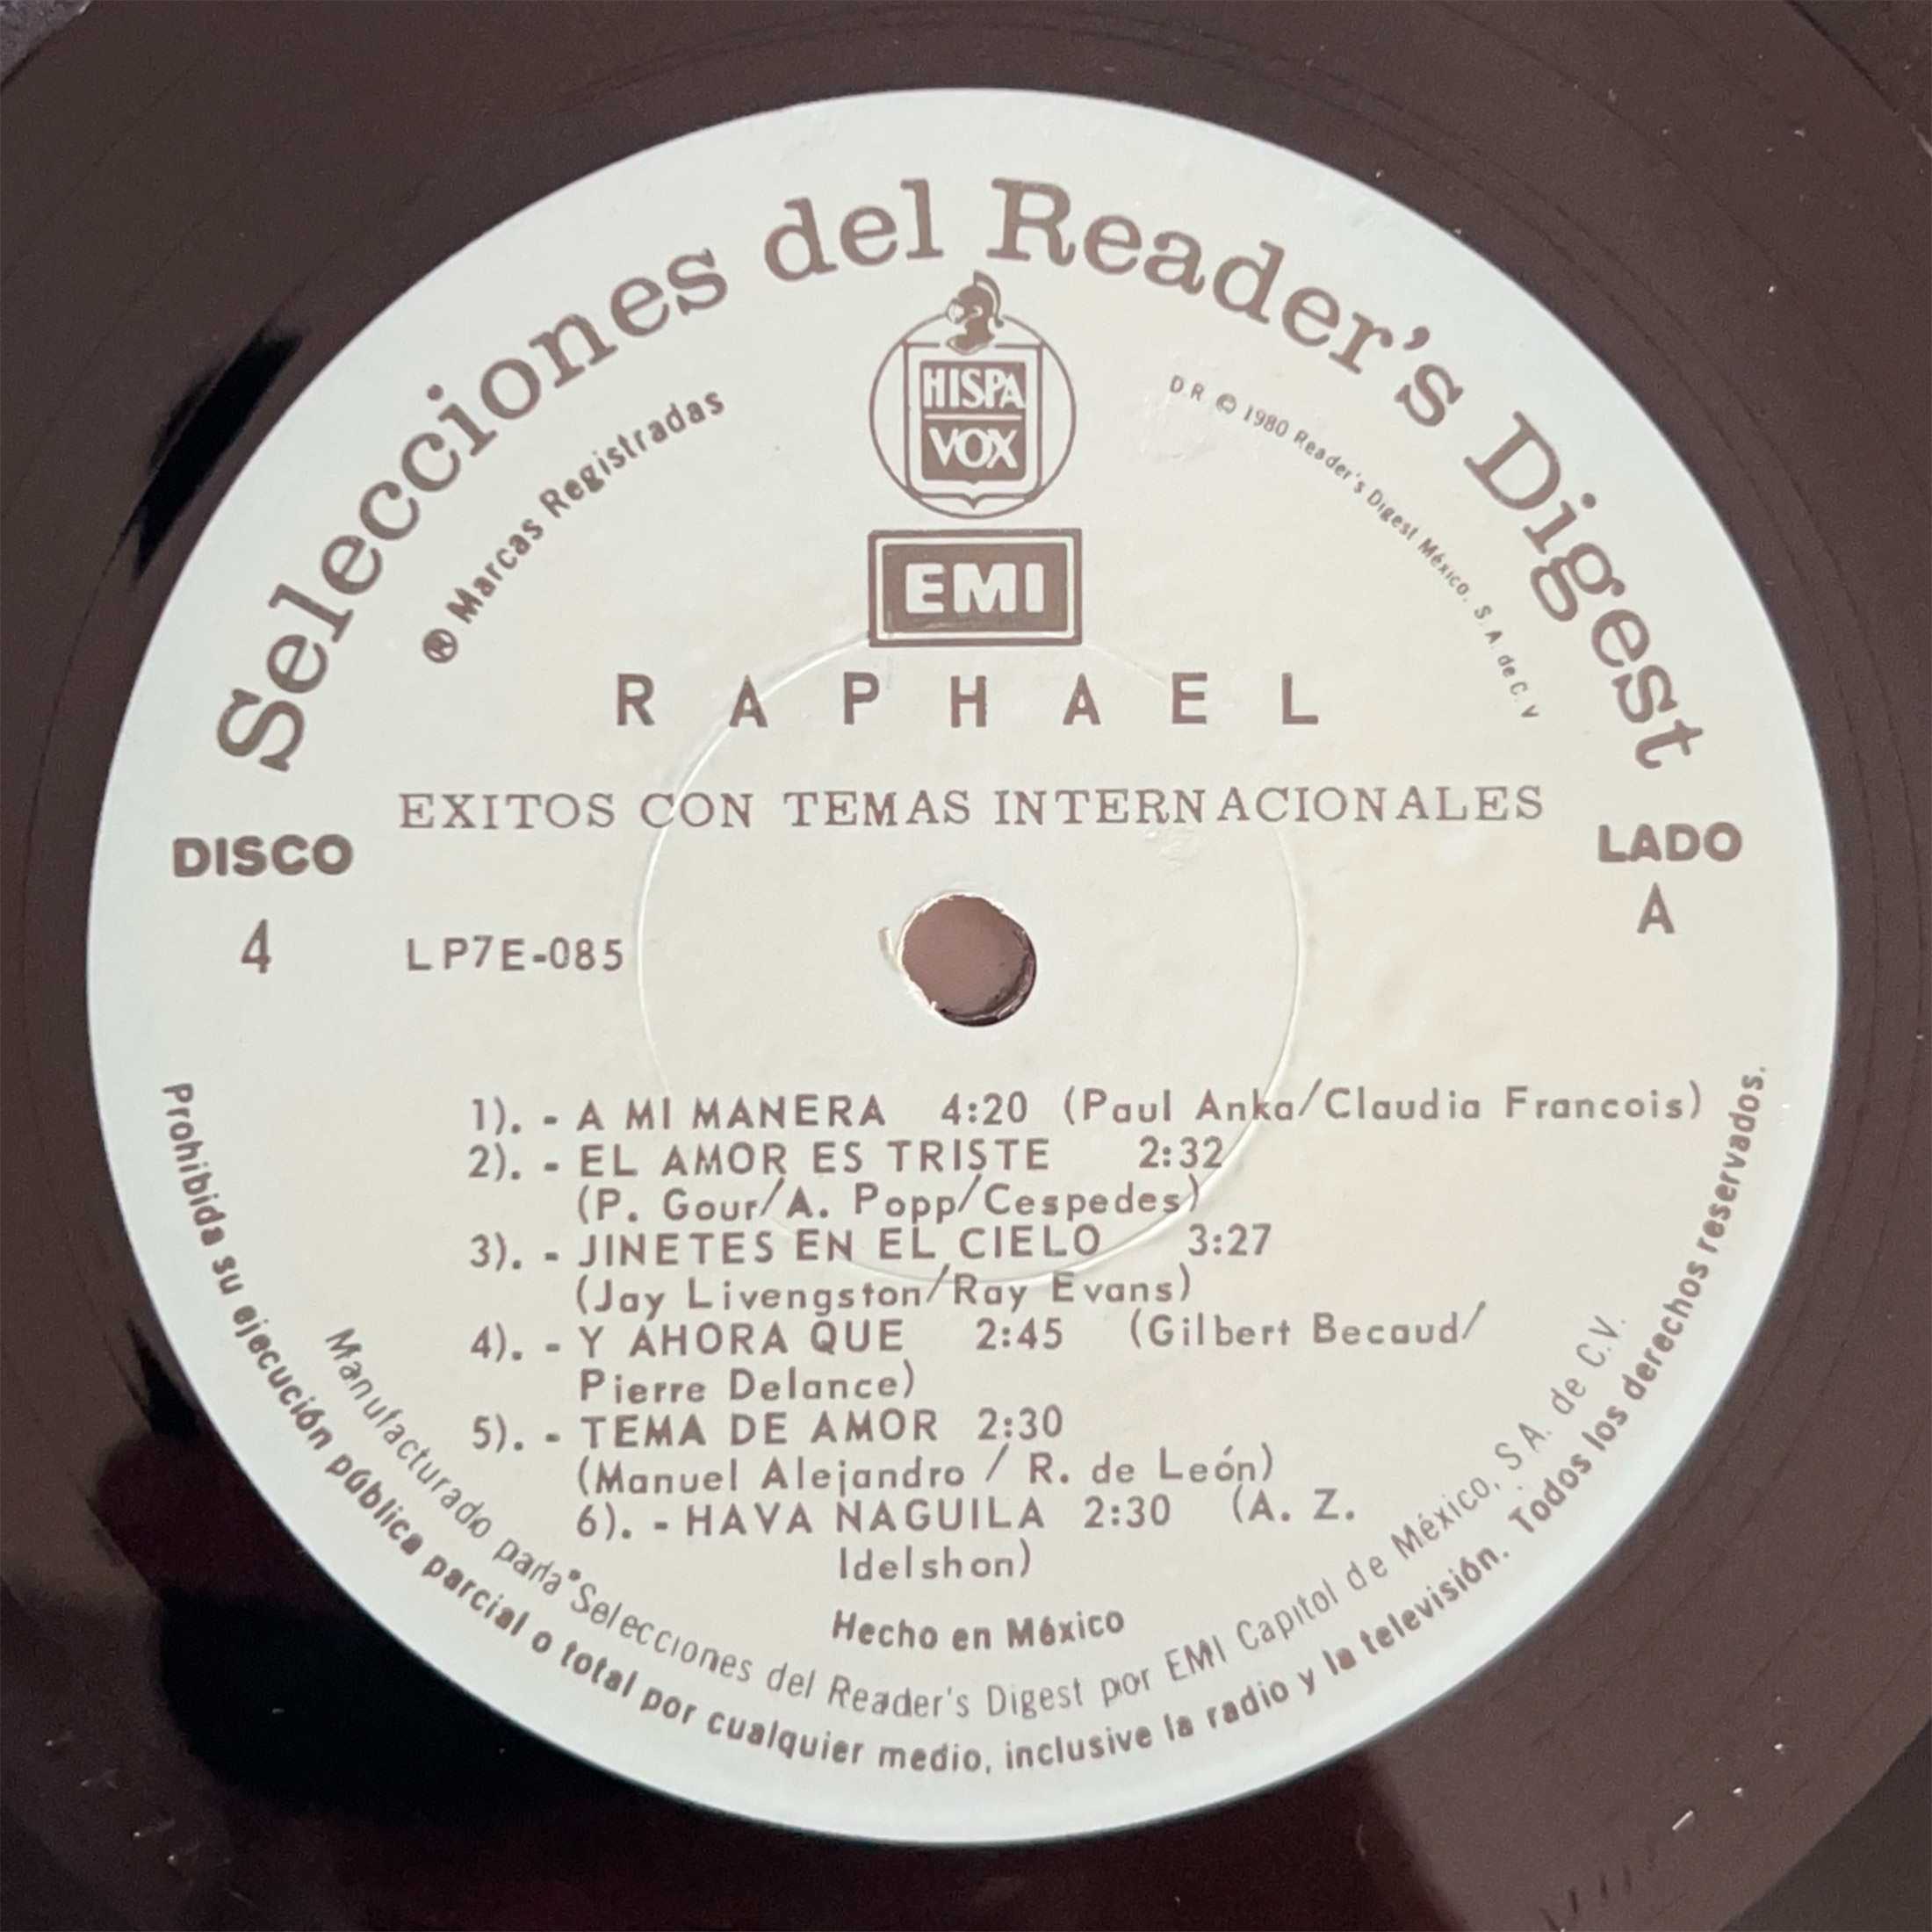 Selecciones del Reader's Digest
® Marcas Registradas
HISPA
VOX
D.R. © 1980 Reader's Digest México, S.A. de C.V
EMI
RAPHAEL
EXITOS CON TEMAS INTERNACIONALES
DISCO
4
LP7E-085
LADO
A
1). - A MI MANERA 4:20 (Paul Anka/Claudia Francois)
2). - EL AMOR ES TRISTE 2:32
(P. Gour/A. Popp/Cespedes)
3). - JINETES EN EL CIELO 3:27
(Jay Livengston/Ray Evans)
4). - Y AHORA QUE 2:45 (Gilbert Becaud/
Pierre Delance)
5). - TEMA DE AMOR 2:30
(Manuel Alejandro / R. de León)
6). - HAVA NAGUILA 2:30 (A. Z.
Idelshon)
Hecho en México
Manufacturado para Selecciones del Reader's Digest por EMI Capitol de México, S.A. de C.V.
Prohibida su ejecución pública parcial o total por cualquier medio, inclusive la radio y la televisión. Todos los derechos reservados.